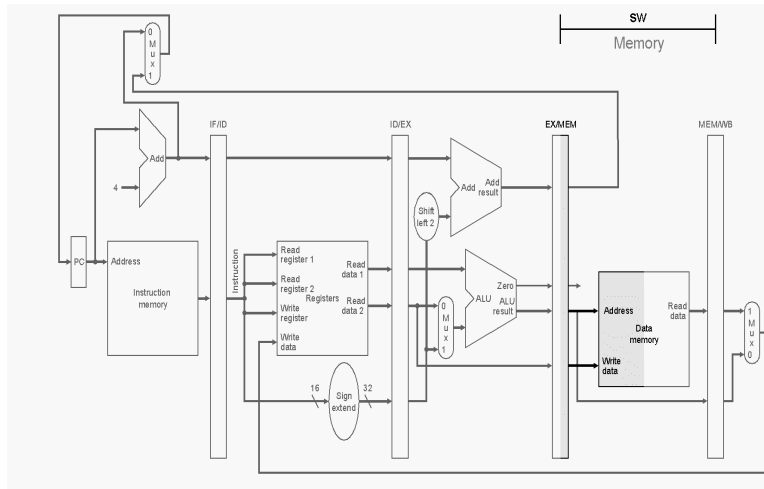 SW
Memory
0
M
u
x
1
IF/ID
ID/EX
EX/MEM
MEM/WB
Add
4
Add
Add
result
Shift
left 2
PC
Address
Instruction
memory
Instruction
Read
register 1
Read
register 2
Write
register
Write
data
Registers
Read
data 1
Read
data 2
0
M
u
x
1
Zero
ALU
ALU
result
Address
Write
data
Data
memory
Read
data
1
M
u
x
0
16
Sign
extend
32